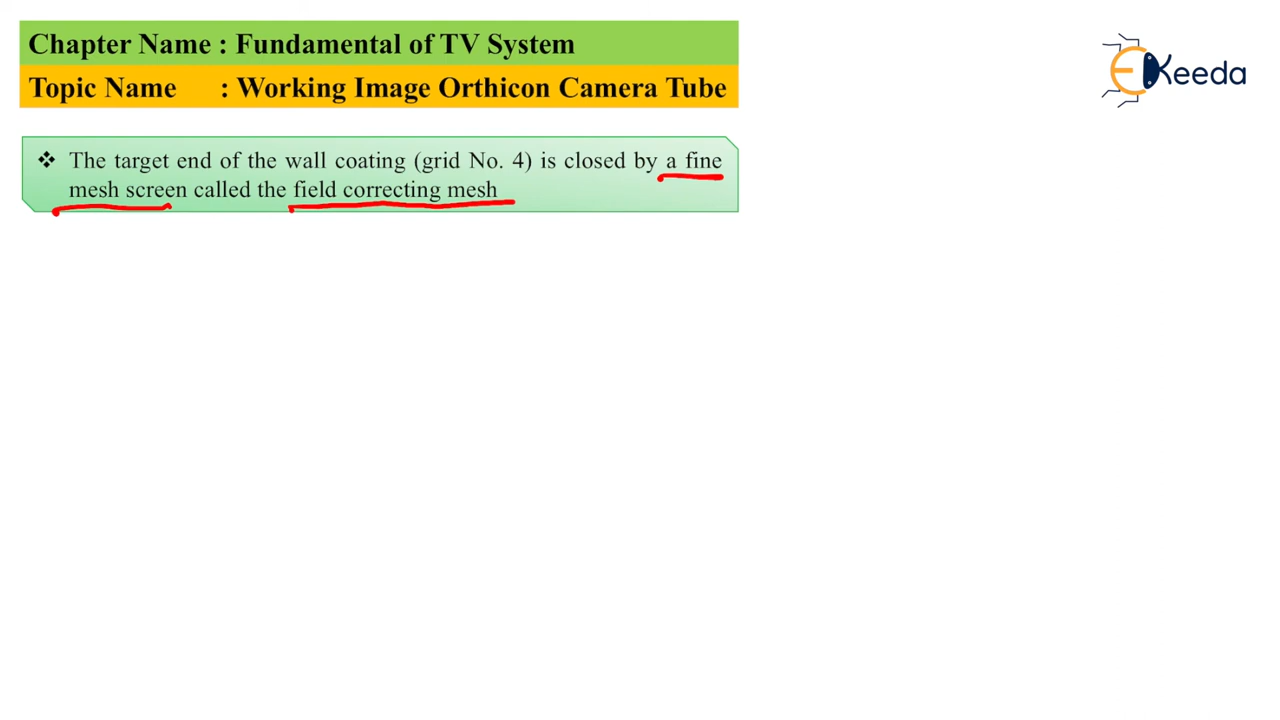 Chapter Name : Fundamental of TV System
Topic Name : Working Image Orthicon Camera Tube
EKeeda
❖ The target end of the wall coating (grid No. 4) is closed by a fine
mesh screen called the field correcting mesh